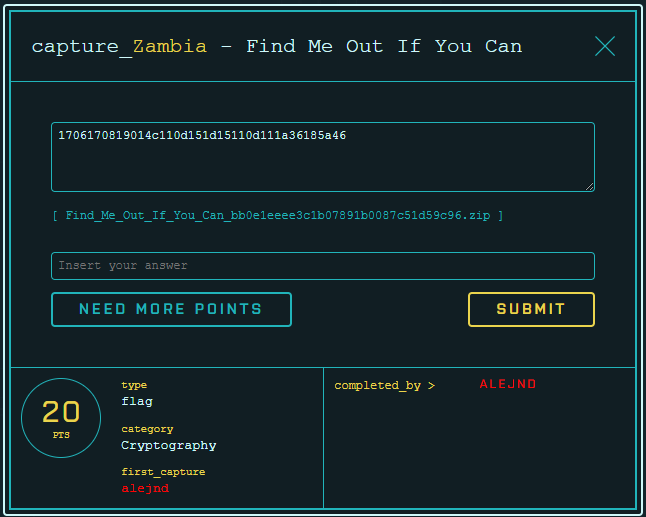 capture_Zambia – Find Me Out If You Can
1706170819014c110d151d15110d111a36185a46
[ Find_Me_Out_If_You_Can_bb0e1eeee3c1b07891b0087c51d59c96.zip ]
Insert your answer
NEED MORE POINTS
SUBMIT
20
PTS
type
flag
category
Cryptography
first_capture
alejnd
completed_by >
ALEJND